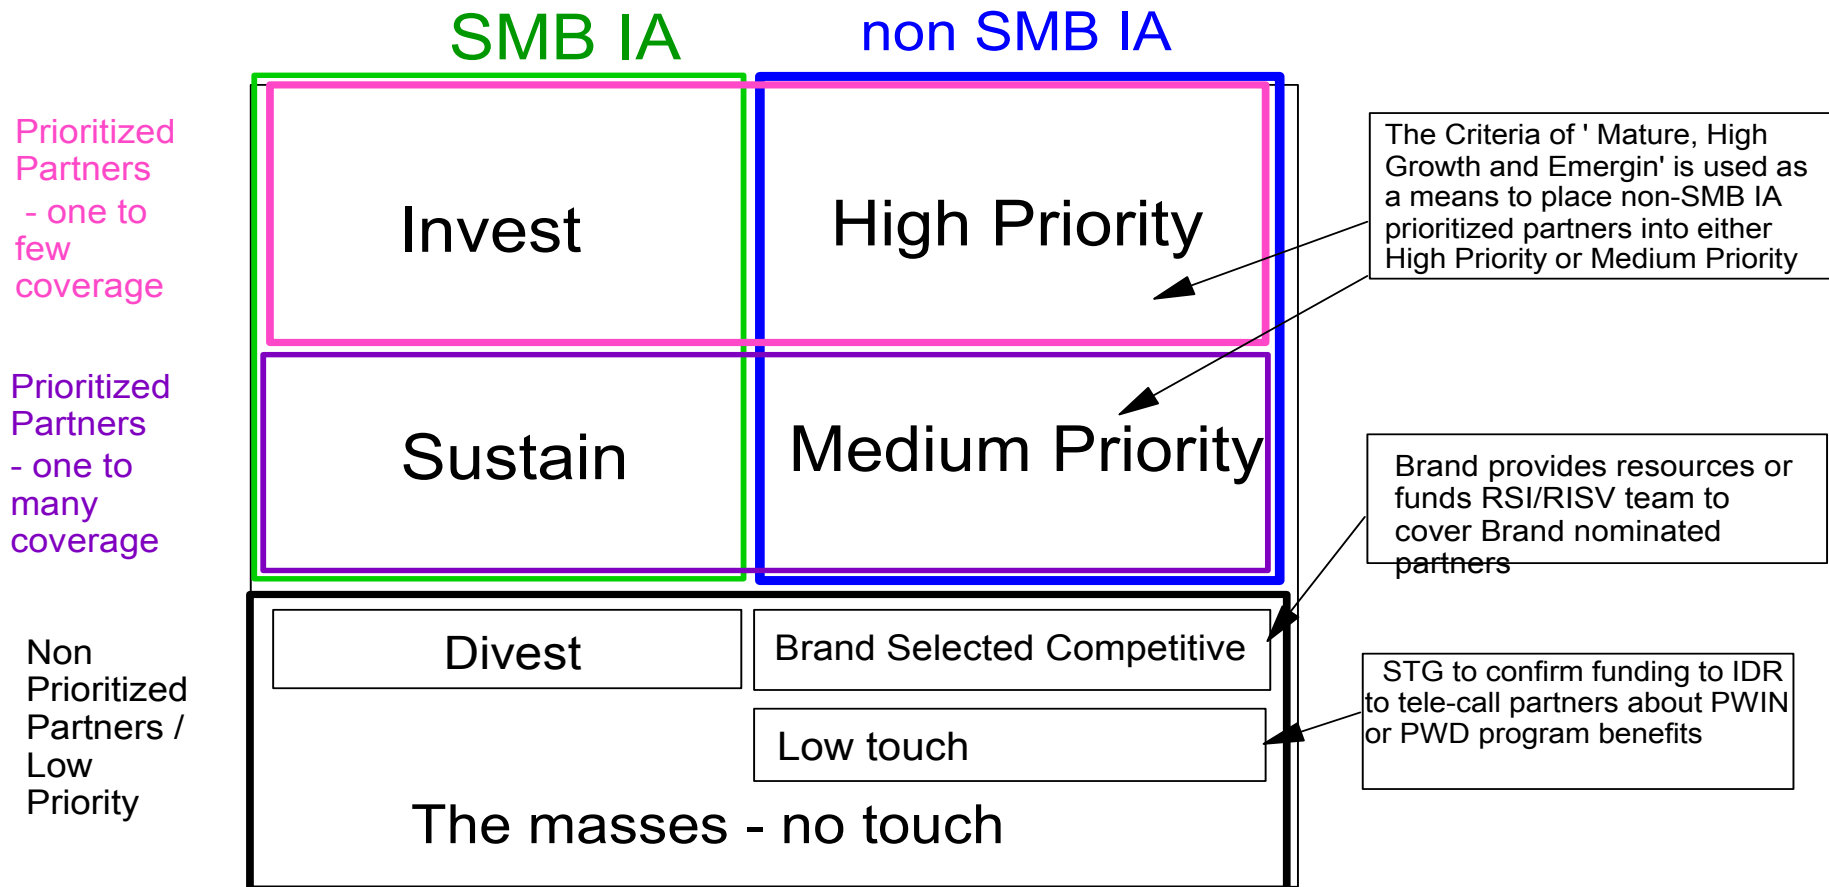 SMB IA
non SMB IA
Prioritized
Partners
- one to
few
coverage
Invest
High Priority
The Criteria of ' Mature, High
Growth and Emergin' is used as
a means to place non-SMB IA
prioritized partners into either
High Priority or Medium Priority
Prioritized
Partners
- one to
many
coverage
Sustain
Medium Priority
Brand provides resources or
funds RSI/RISV team to
cover Brand nominated
partners
Non
Prioritized
Partners /
Low
Priority
Divest
Brand Selected Competitive
Low touch
The masses - no touch
STG to confirm funding to IDR
to tele-call partners about PWIN
or PWD program benefits